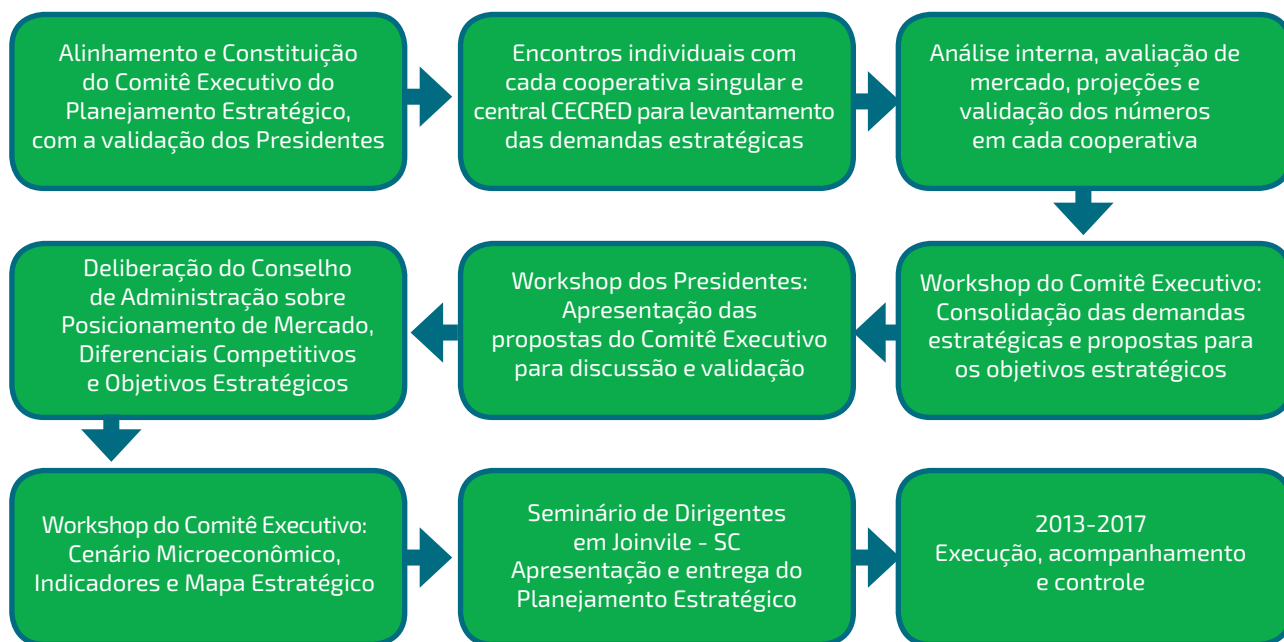 Alinhamento e Constituição
do Comitê Executivo do
Planejamento Estratégico,
com a validação dos Presidentes
Encontros individuais com
cada cooperativa singular e
central CECRED para levantamento
das demandas estratégicas
Análise interna, avaliação de
mercado, projeções e
validação dos números
em cada cooperativa
Workshop do Comitê Executivo:
Consolidação das demandas
estratégicas e propostas para
os objetivos estratégicos
Workshop dos Presidentes:
Apresentação das
propostas do Comitê Executivo
para discussão e validação
Deliberação do Conselho
de Administração sobre
Posicionamento de Mercado,
Diferenciais Competitivos
e Objetivos Estratégicos
Workshop do Comitê Executivo:
Cenário Microeconômico,
Indicadores e Mapa Estratégico
Seminário de Dirigentes
em Joinvile - SC
Apresentação e entrega do
Planejamento Estratégico
2013-2017
Execução, acompanhamento
e controle